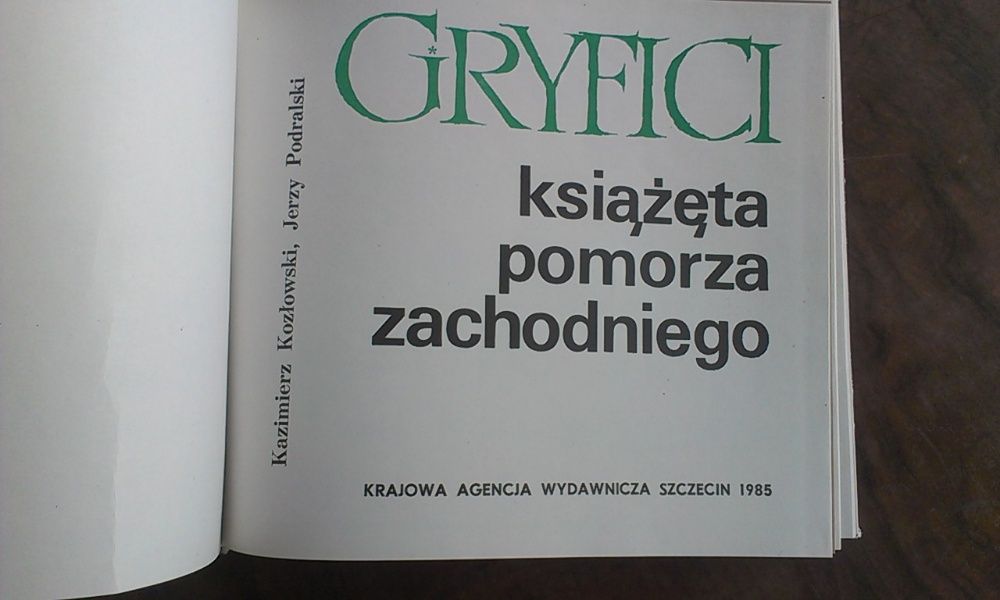 GRYFICI
książęta
pomorza
zachodniego
Kazimierz Kozłowski, Jerzy Podralski
KRAJOWA AGENCJA WYDAWNICZA SZCZECIN 1985